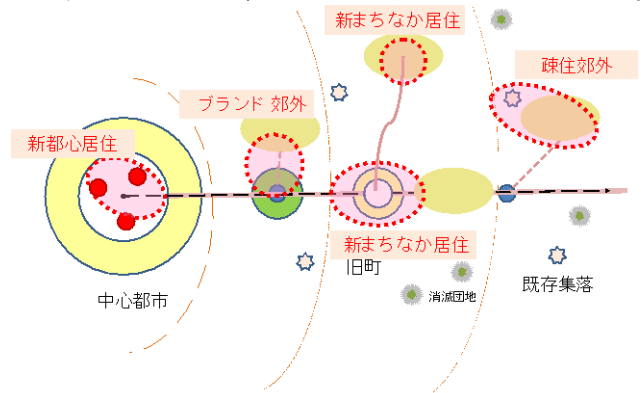 新まちなか居住
疎住郊外
ブランド 郊外
新都心居住
新まちなか居住
旧町
中心都市
消滅団地
既存集落